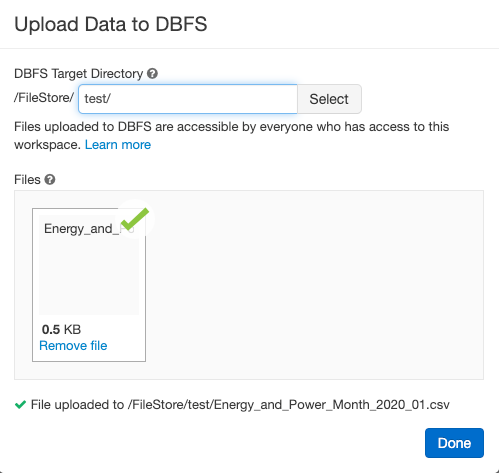 Upload Data to DBFS
DBFS Target Directory
/FileStore/ test/ Select
Files uploaded to DBFS are accessible by everyone who has access to this
workspace. Learn more
Files
Energy_and_
0.5 KB
Remove file
File uploaded to /FileStore/test/Energy_and_Power_Month_2020_01.csv
Done